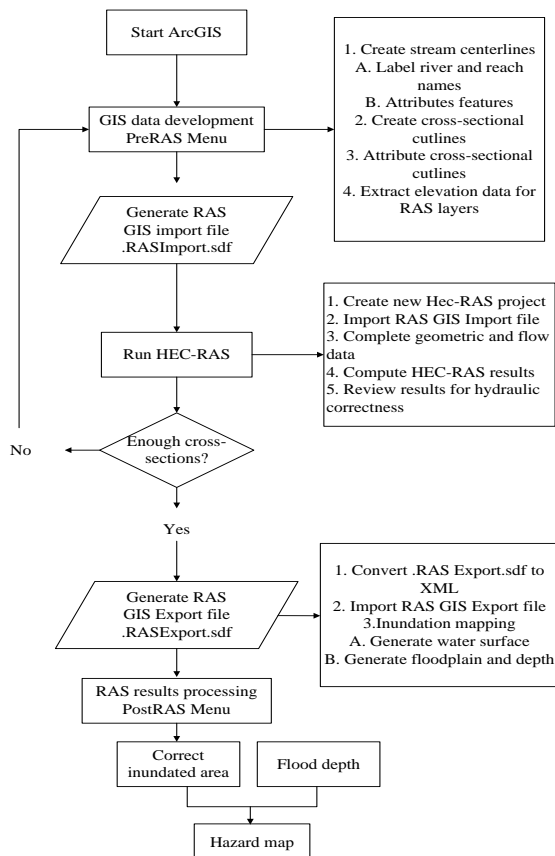 Start ArcGIS
1. Create stream centerlines
A. Label river and reach
names
B. Attributes features
2. Create cross-sectional
cutlines
3. Attribute cross-sectional
cutlines
4. Extract elevation data for
RAS layers
GIS data development
PreRAS Menu
Generate RAS
GIS import file
.RASImport.sdf
Run HEC-RAS
1. Create new Hec-RAS project
2. Import RAS GIS Import file
3. Complete geometric and flow
data
4. Compute HEC-RAS results
5. Review results for hydraulic
correctness
Enough cross-
sections?
No
Yes
Generate RAS
GIS Export file
.RASExport.sdf
1. Convert .RAS Export.sdf to
XML
2. Import RAS GIS Export file
3.Inundation mapping
A. Generate water surface
B. Generate floodplain and depth
RAS results processing
PostRAS Menu
Correct
inundated area
Flood depth
Hazard map